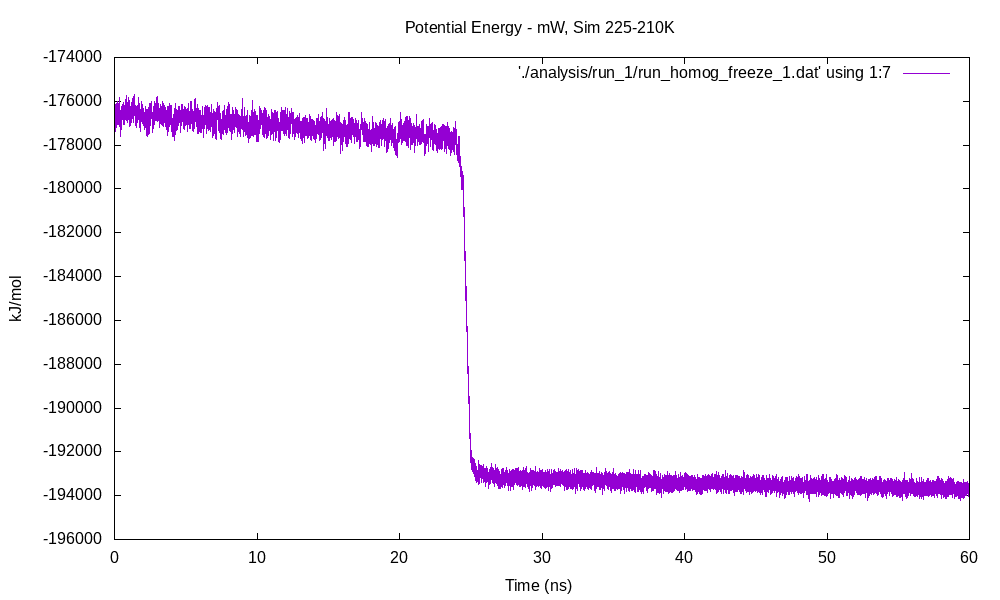 Potential Energy - mW, Sim 225-210K
'./analysis/run_1/run_homog_freeze_1.dat' using 1:7
-174000
-176000
-178000
-180000
-182000
-184000
-186000
-188000
-190000
-192000
-194000
-196000
kJ/mol
0 10 20 30 40 50 60
Time (ns)